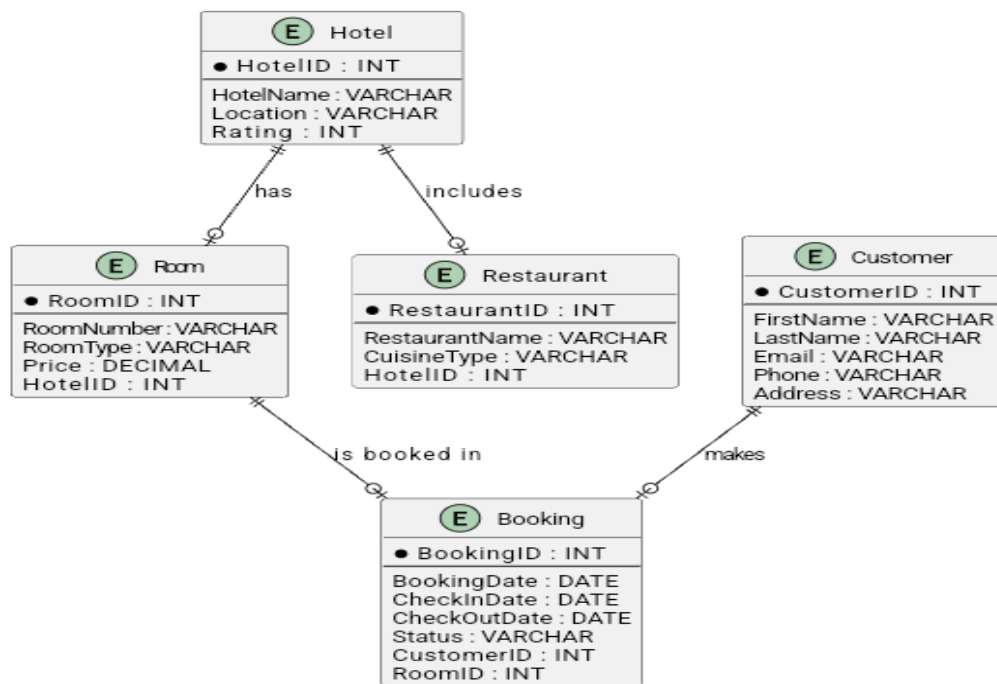 E Hotel
HotelID : INT
HotelName : VARCHAR
Location : VARCHAR
Rating : INT
has
includes
E Room
RoomID : INT
RoomNumber : VARCHAR
RoomType : VARCHAR
Price : DECIMAL
HotelID : INT
E Restaurant
RestaurantID : INT
RestaurantName : VARCHAR
CuisineType : VARCHAR
HotelID : INT
E Customer
CustomerID : INT
FirstName : VARCHAR
LastName : VARCHAR
Email : VARCHAR
Phone : VARCHAR
Address : VARCHAR
is booked in
makes
E Booking
BookingID : INT
BookingDate : DATE
CheckInDate : DATE
CheckOutDate : DATE
Status : VARCHAR
CustomerID : INT
RoomID : INT